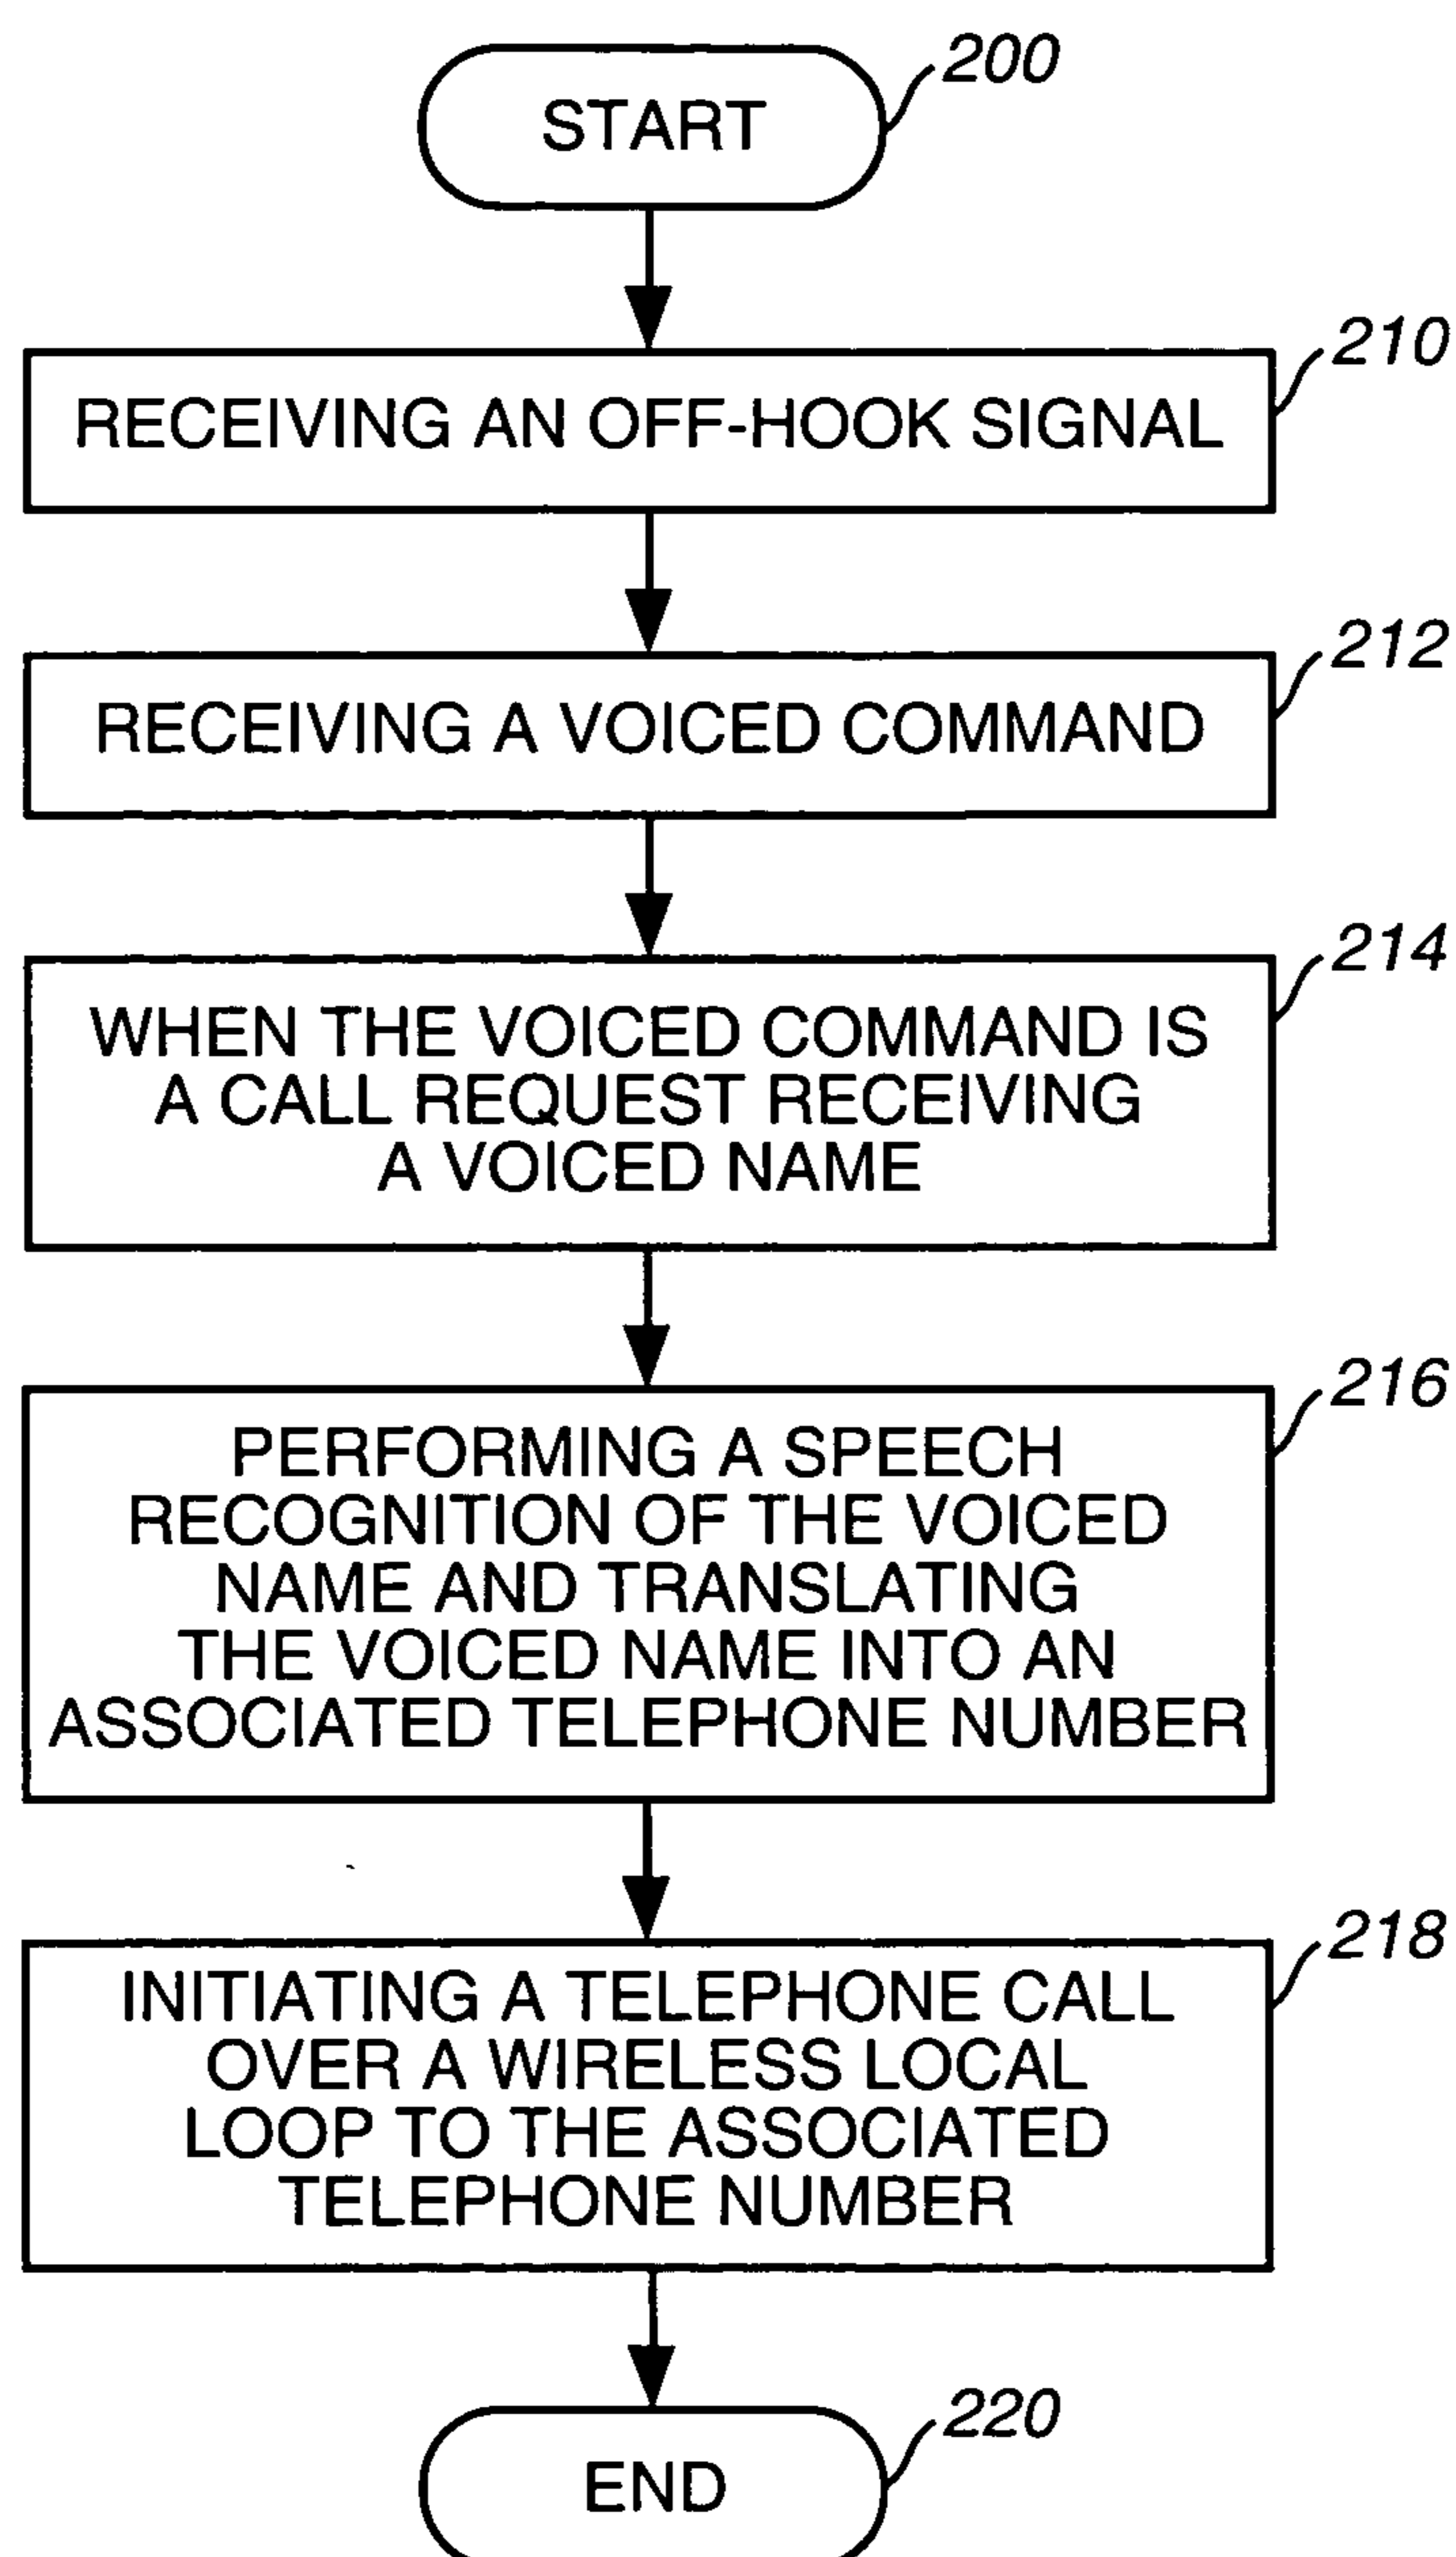 200
START
210
RECEIVING AN OFF-HOOK SIGNAL
212
RECEIVING A VOICED COMMAND
214
WHEN THE VOICED COMMAND IS
A CALL REQUEST RECEIVING
A VOICED NAME
216
PERFORMING A SPEECH
RECOGNITION OF THE VOICED
NAME AND TRANSLATING
THE VOICED NAME INTO AN
ASSOCIATED TELEPHONE NUMBER
218
INITIATING A TELEPHONE CALL
OVER A WIRELESS LOCAL
LOOP TO THE ASSOCIATED
TELEPHONE NUMBER
220
END